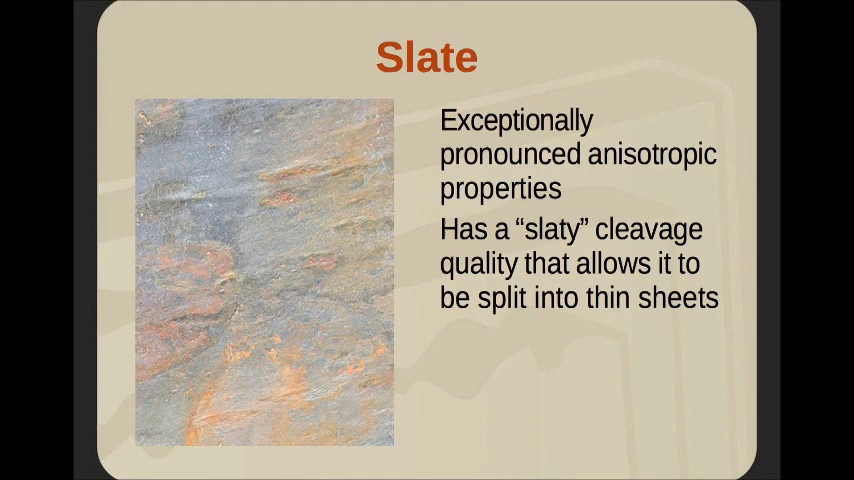 Slate
Exceptionally
pronounced anisotropic
properties
Has a “slaty” cleavage
quality that allows it to
be split into thin sheets